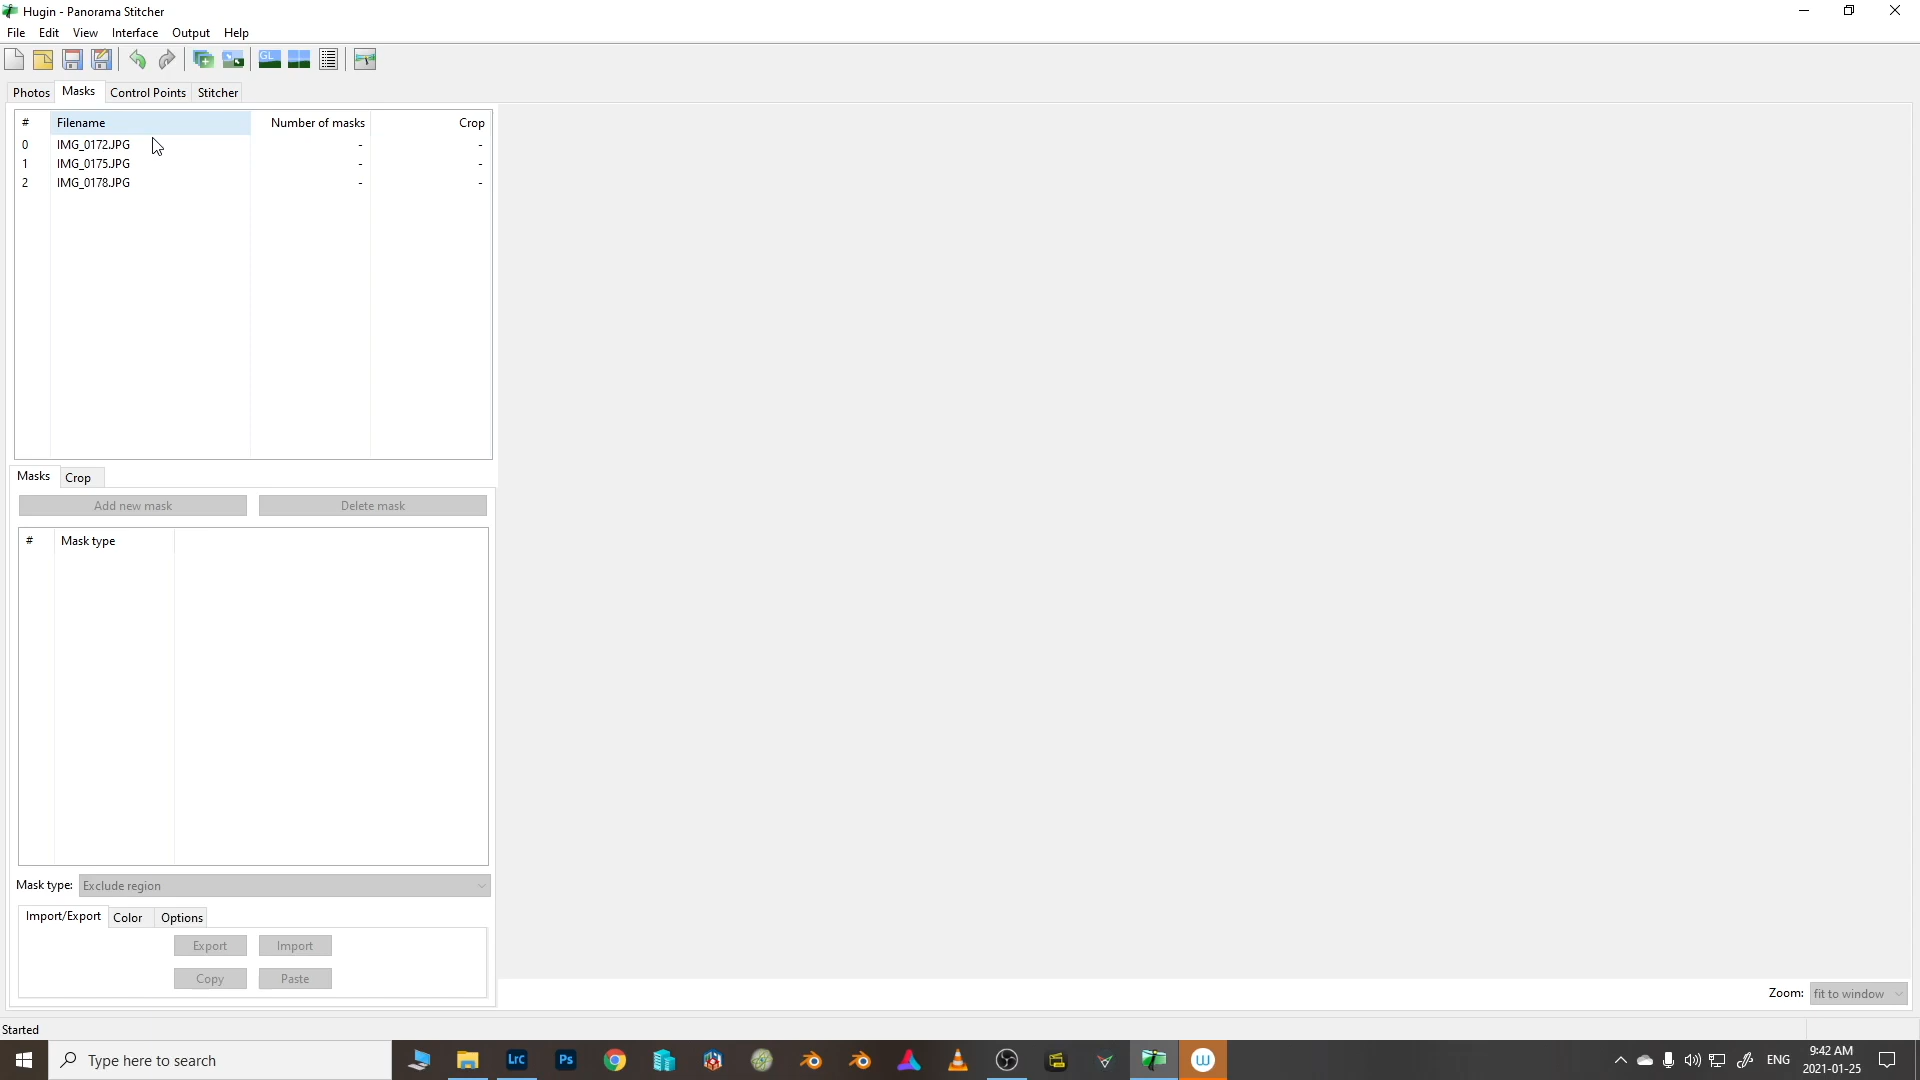 Hugin - Panorama Stitcher
File Edit View Interface Output Help
GL
Photos Masks Control Points Stitcher
# Filename Number of masks Crop
0 IMG_0172.JPG - -
1 IMG_0175.JPG - -
2 IMG_0178.JPG - -
Masks Crop
Add new mask Delete mask
# Mask type
Mask type: Exclude region
Import/Export Color Options
Export Import
Copy Paste
Zoom: fit to window
Started
Type here to search
LrC Ps
W
ENG
9:42 AM
2021-01-25